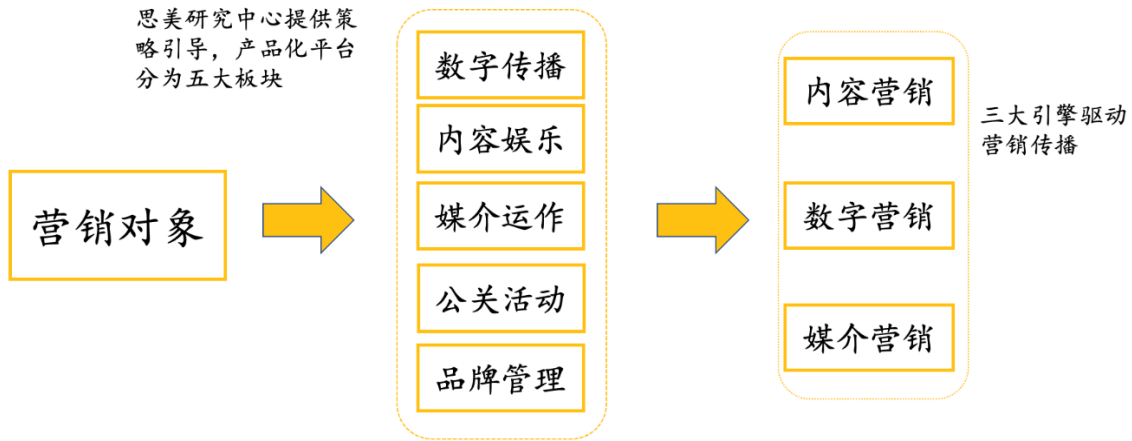 思美研究中心提供策
略引导，产品化平台
分为五大板块
营销对象
数字传播
内容娱乐
媒介运作
公关活动
品牌管理
内容营销
数字营销
媒介营销
三大引擎驱动
营销传播